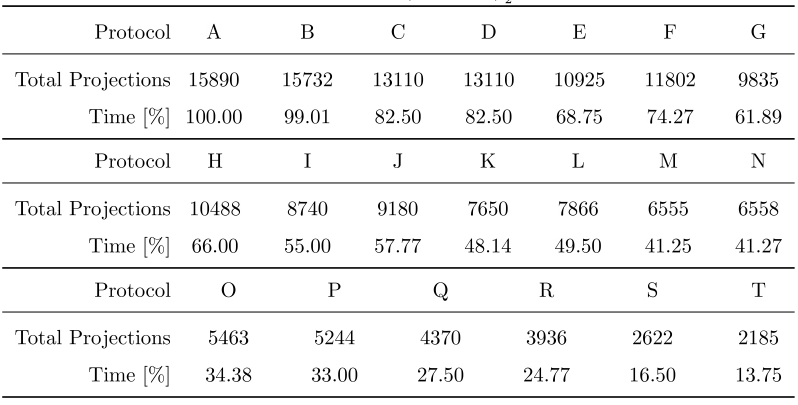 Protocol A B C D E F G
Total Projections 15890 15732 13110 13110 10925 11802 9835
Time [%] 100.00 99.01 82.50 82.50 68.75 74.27 61.89
Protocol H I J K L M N
Total Projections 10488 8740 9180 7650 7866 6555 6558
Time [%] 66.00 55.00 57.77 48.14 49.50 41.25 41.27
Protocol O P Q R S T
Total Projections 5463 5244 4370 3936 2622 2185
Time [%] 34.38 33.00 27.50 24.77 16.50 13.75